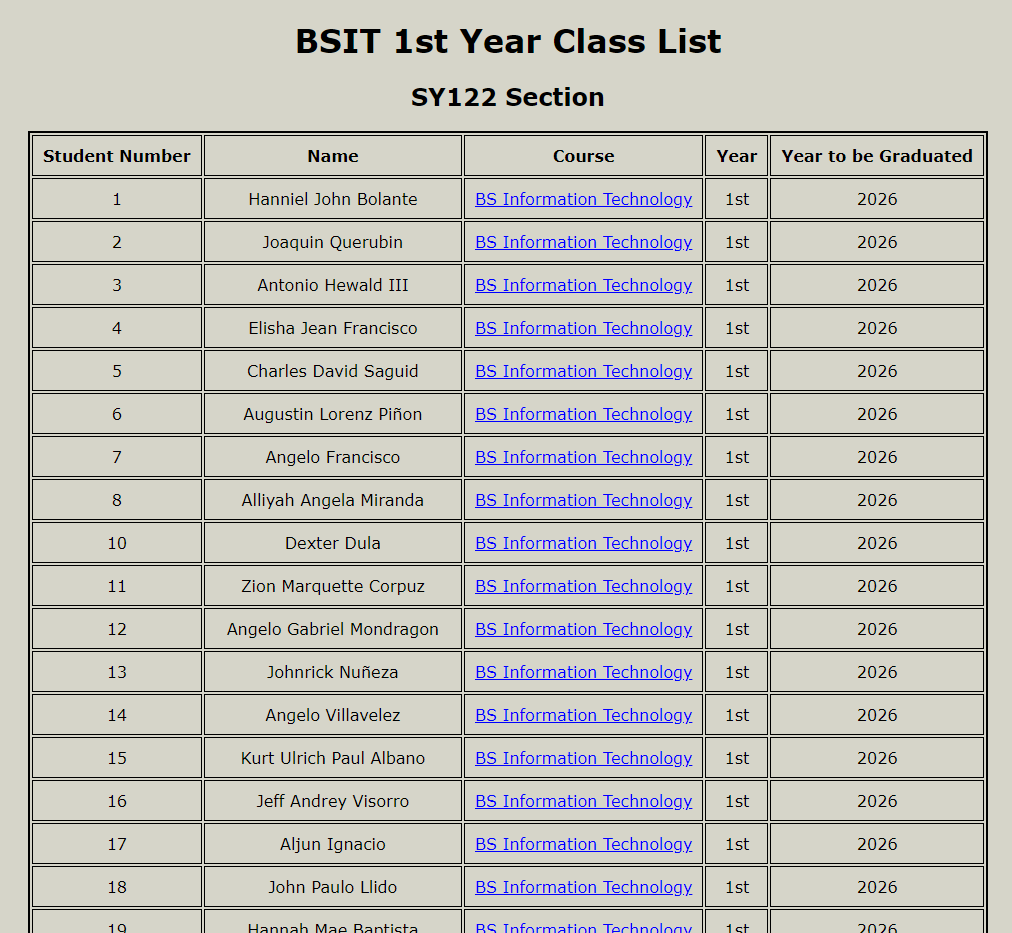 BSIT 1st Year Class List
SY122 Section
Student Number Name Course Year Year to be Graduated
1 Hanniel John Bolante BS Information Technology 1st 2026
2 Joaquin Querubin BS Information Technology 1st 2026
3 Antonio Hewald III BS Information Technology 1st 2026
4 Elisha Jean Francisco BS Information Technology 1st 2026
5 Charles David Saguid BS Information Technology 1st 2026
6 Augustin Lorenz Piñon BS Information Technology 1st 2026
7 Angelo Francisco BS Information Technology 1st 2026
8 Alliyah Angela Miranda BS Information Technology 1st 2026
10 Dexter Dula BS Information Technology 1st 2026
11 Zion Marquette Corpuz BS Information Technology 1st 2026
12 Angelo Gabriel Mondragon BS Information Technology 1st 2026
13 Johnrick Nuñeza BS Information Technology 1st 2026
14 Angelo Villavelez BS Information Technology 1st 2026
15 Kurt Ulrich Paul Albano BS Information Technology 1st 2026
16 Jeff Andrey Visorro BS Information Technology 1st 2026
17 Aljun Ignacio BS Information Technology 1st 2026
18 John Paulo Llido BS Information Technology 1st 2026
19 Hannah Mae Baptista BS Information Technology 1st 2026